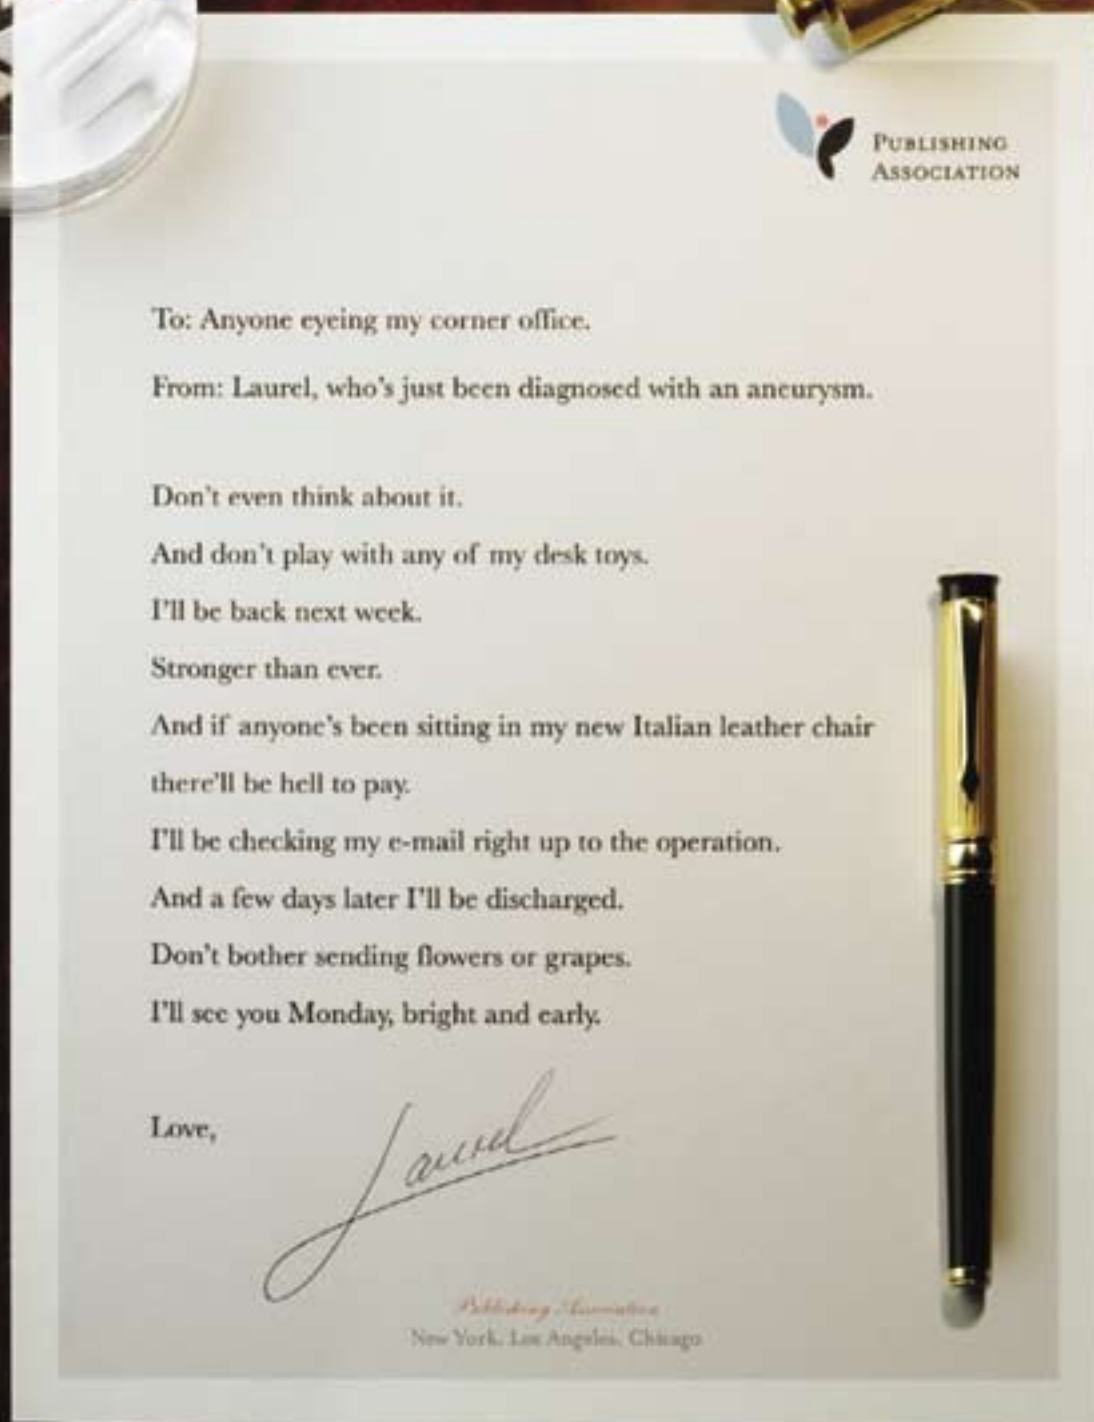 PUBLISHING
ASSOCIATION
To: Anyone eyeing my corner office.
From: Laurel, who's just been diagnosed with an aneurysm.
Don't even think about it.
And don't play with any of my desk toys.
I'll be back next week.
Stronger than ever.
And if anyone's been sitting in my new Italian leather chair
there'll be hell to pay.
I'll be checking my e-mail right up to the operation.
And a few days later I'll be discharged.
Don't bother sending flowers or grapes.
I'll see you Monday, bright and early.
Love,
Laurel
Publishing Association
New York, Los Angeles, Chicago